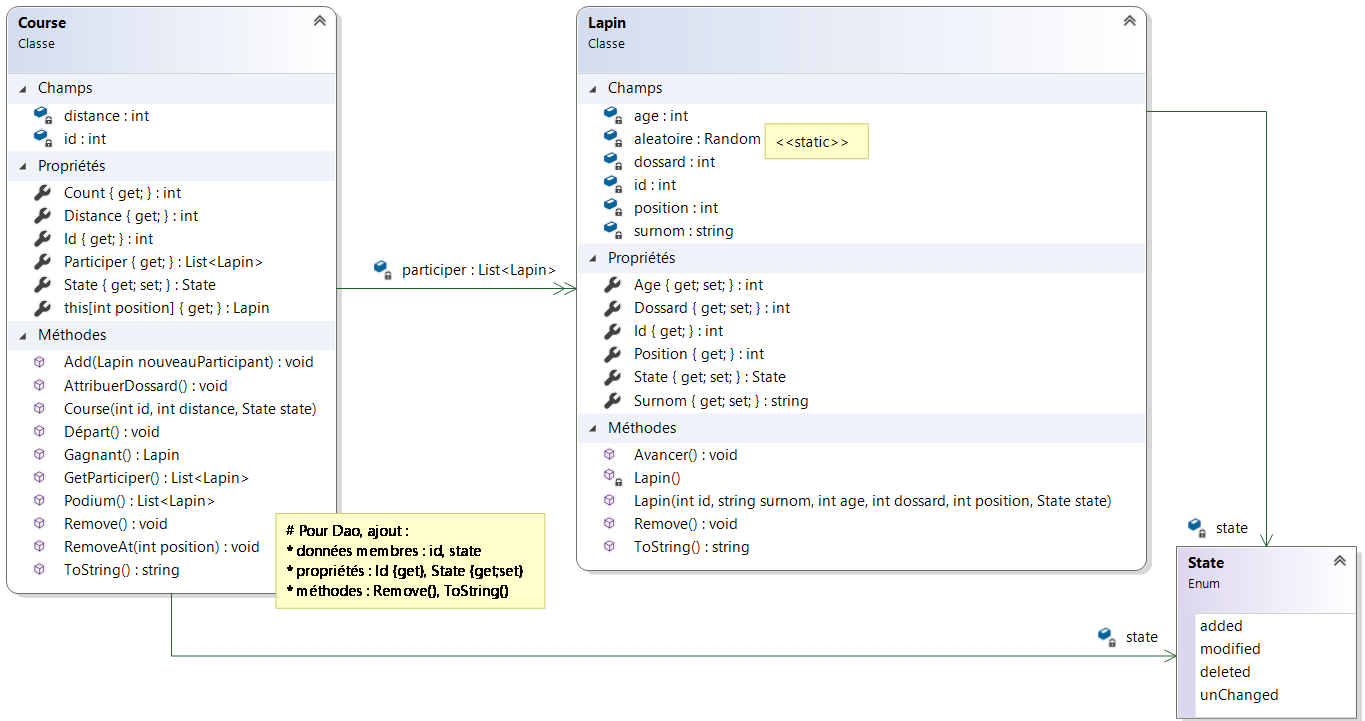 Course
Classe
Champs
distance : int
id : int
Propriétés
Count { get; } : int
Distance { get; } : int
Id { get; } : int
Participer { get; } : List<Lapin>
State { get; set; } : State
this[int position] { get; } : Lapin
Méthodes
Add(Lapin nouveauParticipant) : void
AttribuerDossard() : void
Course(int id, int distance, State state)
Départ() : void
Gagnant() : Lapin
GetParticiper() : List<Lapin>
Podium() : List<Lapin>
Remove() : void
RemoveAt(int position) : void
ToString() : string
# Pour Dao, ajout :
* données membres : id, state
* propriétés : Id {get}, State {get;set}
* méthodes : Remove(), ToString()
participer : List<Lapin>
Lapin
Classe
Champs
age : int
aleatoire : Random
<<static>>
dossard : int
id : int
position : int
surnom : string
Propriétés
Age { get; set; } : int
Dossard { get; set; } : int
Id { get; } : int
Position { get; } : int
State { get; set; } : State
Surnom { get; set; } : string
Méthodes
Avancer() : void
Lapin()
Lapin(int id, string surnom, int age, int dossard, int position, State state)
Remove() : void
ToString() : string
state
state
State
Enum
added
modified
deleted
unChanged